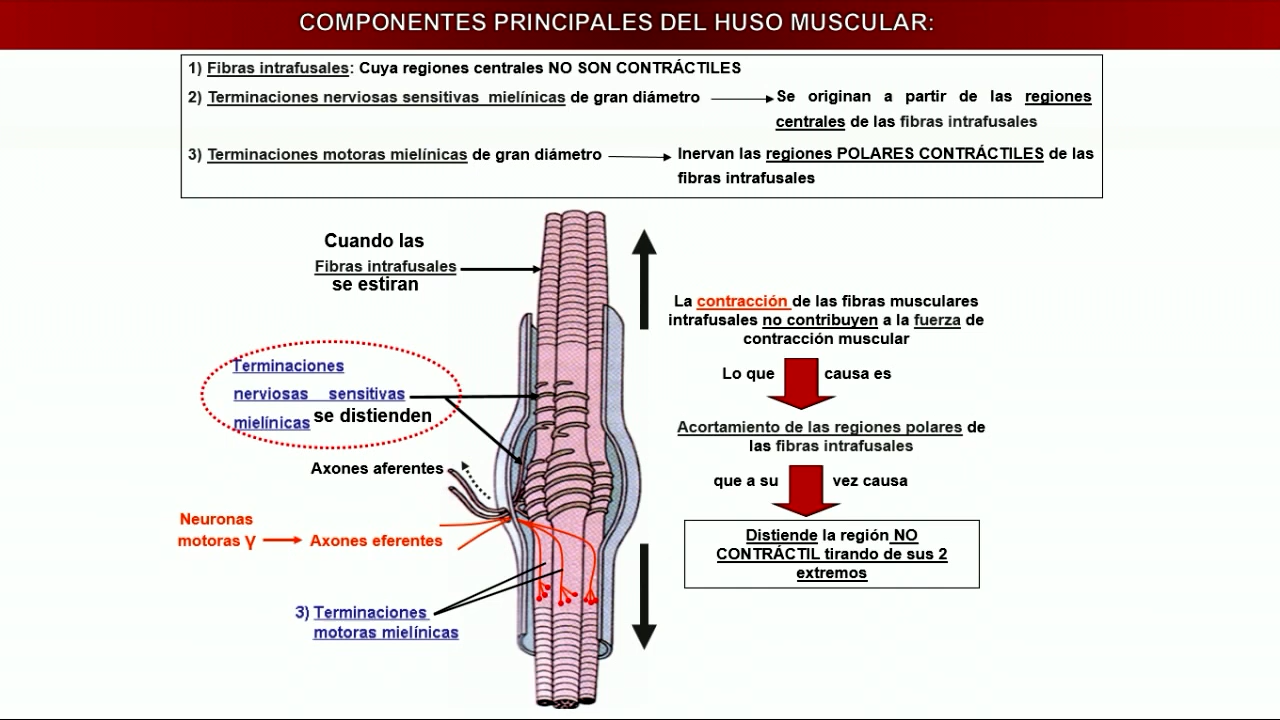 COMPONENTES PRINCIPALES DEL HUSO MUSCULAR:
1) Fibras intrafusales: Cuya regiones centrales NO SON CONTRÁCTILES
2) Terminaciones nerviosas sensitivas mielínicas de gran diámetro
Se originan a partir de las regiones
centrales de las fibras intrafusales
3) Terminaciones motoras mielínicas de gran diámetro
Inervan las regiones POLARES CONTRÁCTILES de las
fibras intrafusales
Cuando las
Fibras intrafusales
se estiran
Terminaciones
nerviosas sensitivas
mielínicas se distienden
Axones aferentes
Neuronas
motoras γ
Axones eferentes
3) Terminaciones
motoras mielínicas
La contracción de las fibras musculares
intrafusales no contribuyen a la fuerza de
contracción muscular
Lo que causa es
Acortamiento de las regiones polares de
las fibras intrafusales
que a su vez causa
Distiende la región NO
CONTRÁCTIL tirando de sus 2
extremos